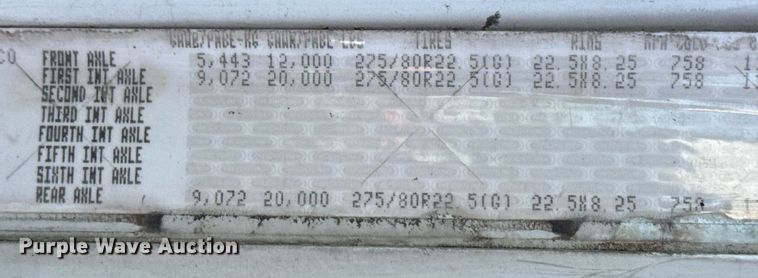 GAWR/PNBE-KG GAWR/PNBE-LBS TIRES RIMS
CO FRONT AXLE 5,443 12,000 275/80R22.5(G) 22.5X8.25 758
FIRST INT AXLE 9,072 20,000 275/80R22.5(G) 22.5X8.25 758
SECOND INT AXLE
THIRD INT AXLE
FOURTH INT AXLE
FIFTH INT AXLE
SIXTH INT AXLE
REAR AXLE 9,072 20,000 275/80R22.5(G) 22.5X8.25 758
Purple Wave Auction